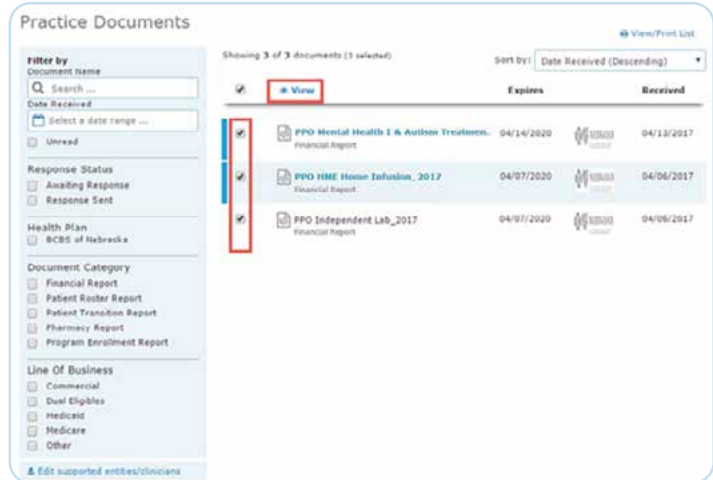 Practice Documents
View/Print List
Filter by
Document Name
Search ...
Date Received
Select a date range ...
Unread
Response Status
Awaiting Response
Response Sent
Health Plan
BCBS of Nebraska
Document Category
Financial Report
Patient Roster Report
Patient Transition Report
Pharmacy Report
Program Enrollment Report
Line Of Business
Commercial
Dual Eligibles
Medicaid
Medicare
Other
Edit supported entities/clinicians
Showing 3 of 3 documents (3 selected)
Sort by: Date Received (Descending)
View Expires Received
PPO Mental Health I & Autism Treatmen.. 04/14/2020 04/13/2017
Financial Report
PPO HME Home Infusion_2017 04/07/2020 04/06/2017
Financial Report
PPO Independent Lab_2017 04/07/2020 04/06/2017
Financial Report